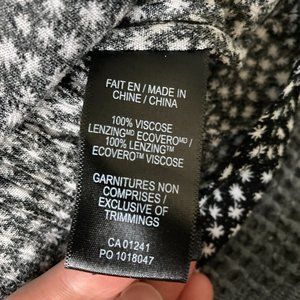 FAIT EN / MADE IN
CHINE / CHINA
100% VISCOSE
LENZINGᴹᴰ ECOVEROᴹᴰ /
100% LENZING™
ECOVERO™ VISCOSE
GARNITURES NON
COMPRISES /
EXCLUSIVE OF
TRIMMINGS
CA 01241
PO 1018047